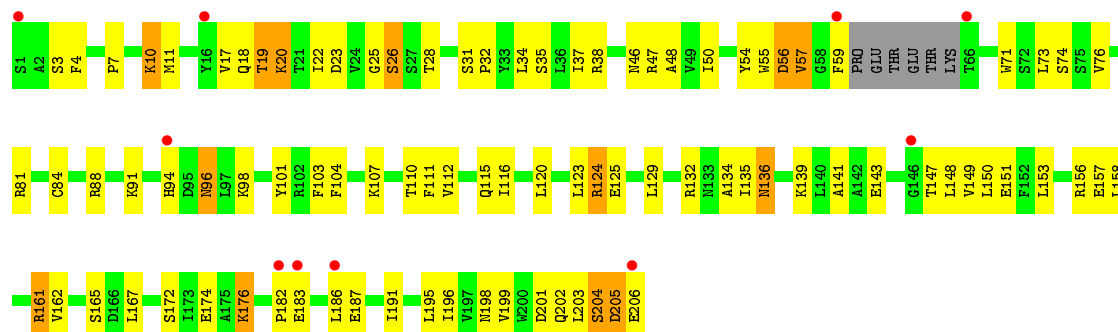 S1 A2 S3 F4 P7 K10 M11 Y16 V17 Q18 T19 K20 T21 I22 D23 V24 G25 S26 S27 T28 S31 P32 Y33 L34 S35 L36 I37 R38 N46 R47 A48 V49 I50 Y54 W55 D56 V57 G58 F59 PRO GLU THR GLU THR LYS T66 W71 S72 L73 S74 S75 V76
R81 C84 R88 K91 H94 D95 N96 I97 K98 Y101 R102 F103 F104 K107 T110 F111 V112 Q115 I116 L120 L123 R124 E125 L129 R132 N133 A134 I135 N136 K139 L140 A141 A142 E143 G146 T147 L148 V149 L150 E151 F152 L153 R156 E157 L158
R161 V162 S165 D166 L167 S172 I173 E174 A175 K176 P182 E183 L186 E187 I191 L195 I196 V197 N198 V199 W200 D201 Q202 L203 S204 D205 E206